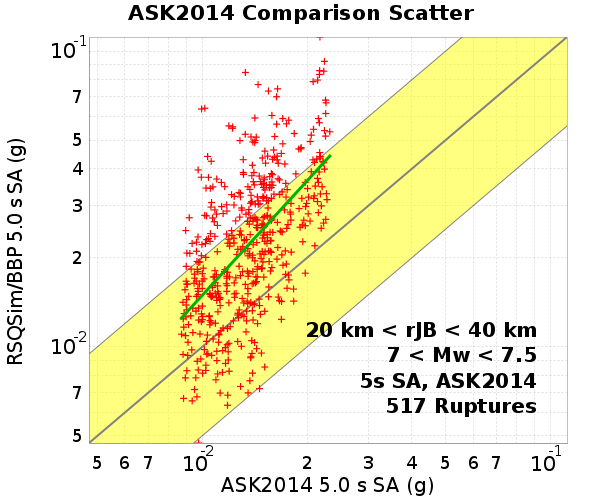 ASK2014 Comparison Scatter
RSQSim/BBP 5.0 s SA (g)
10-1
7
5
4
3
2
10-2
7
5
20 km < rJB < 40 km
7 < Mw < 7.5
5s SA, ASK2014
517 Ruptures
5 6 7 10-2 2 3 4 5 6 7 10-1
ASK2014 5.0 s SA (g)